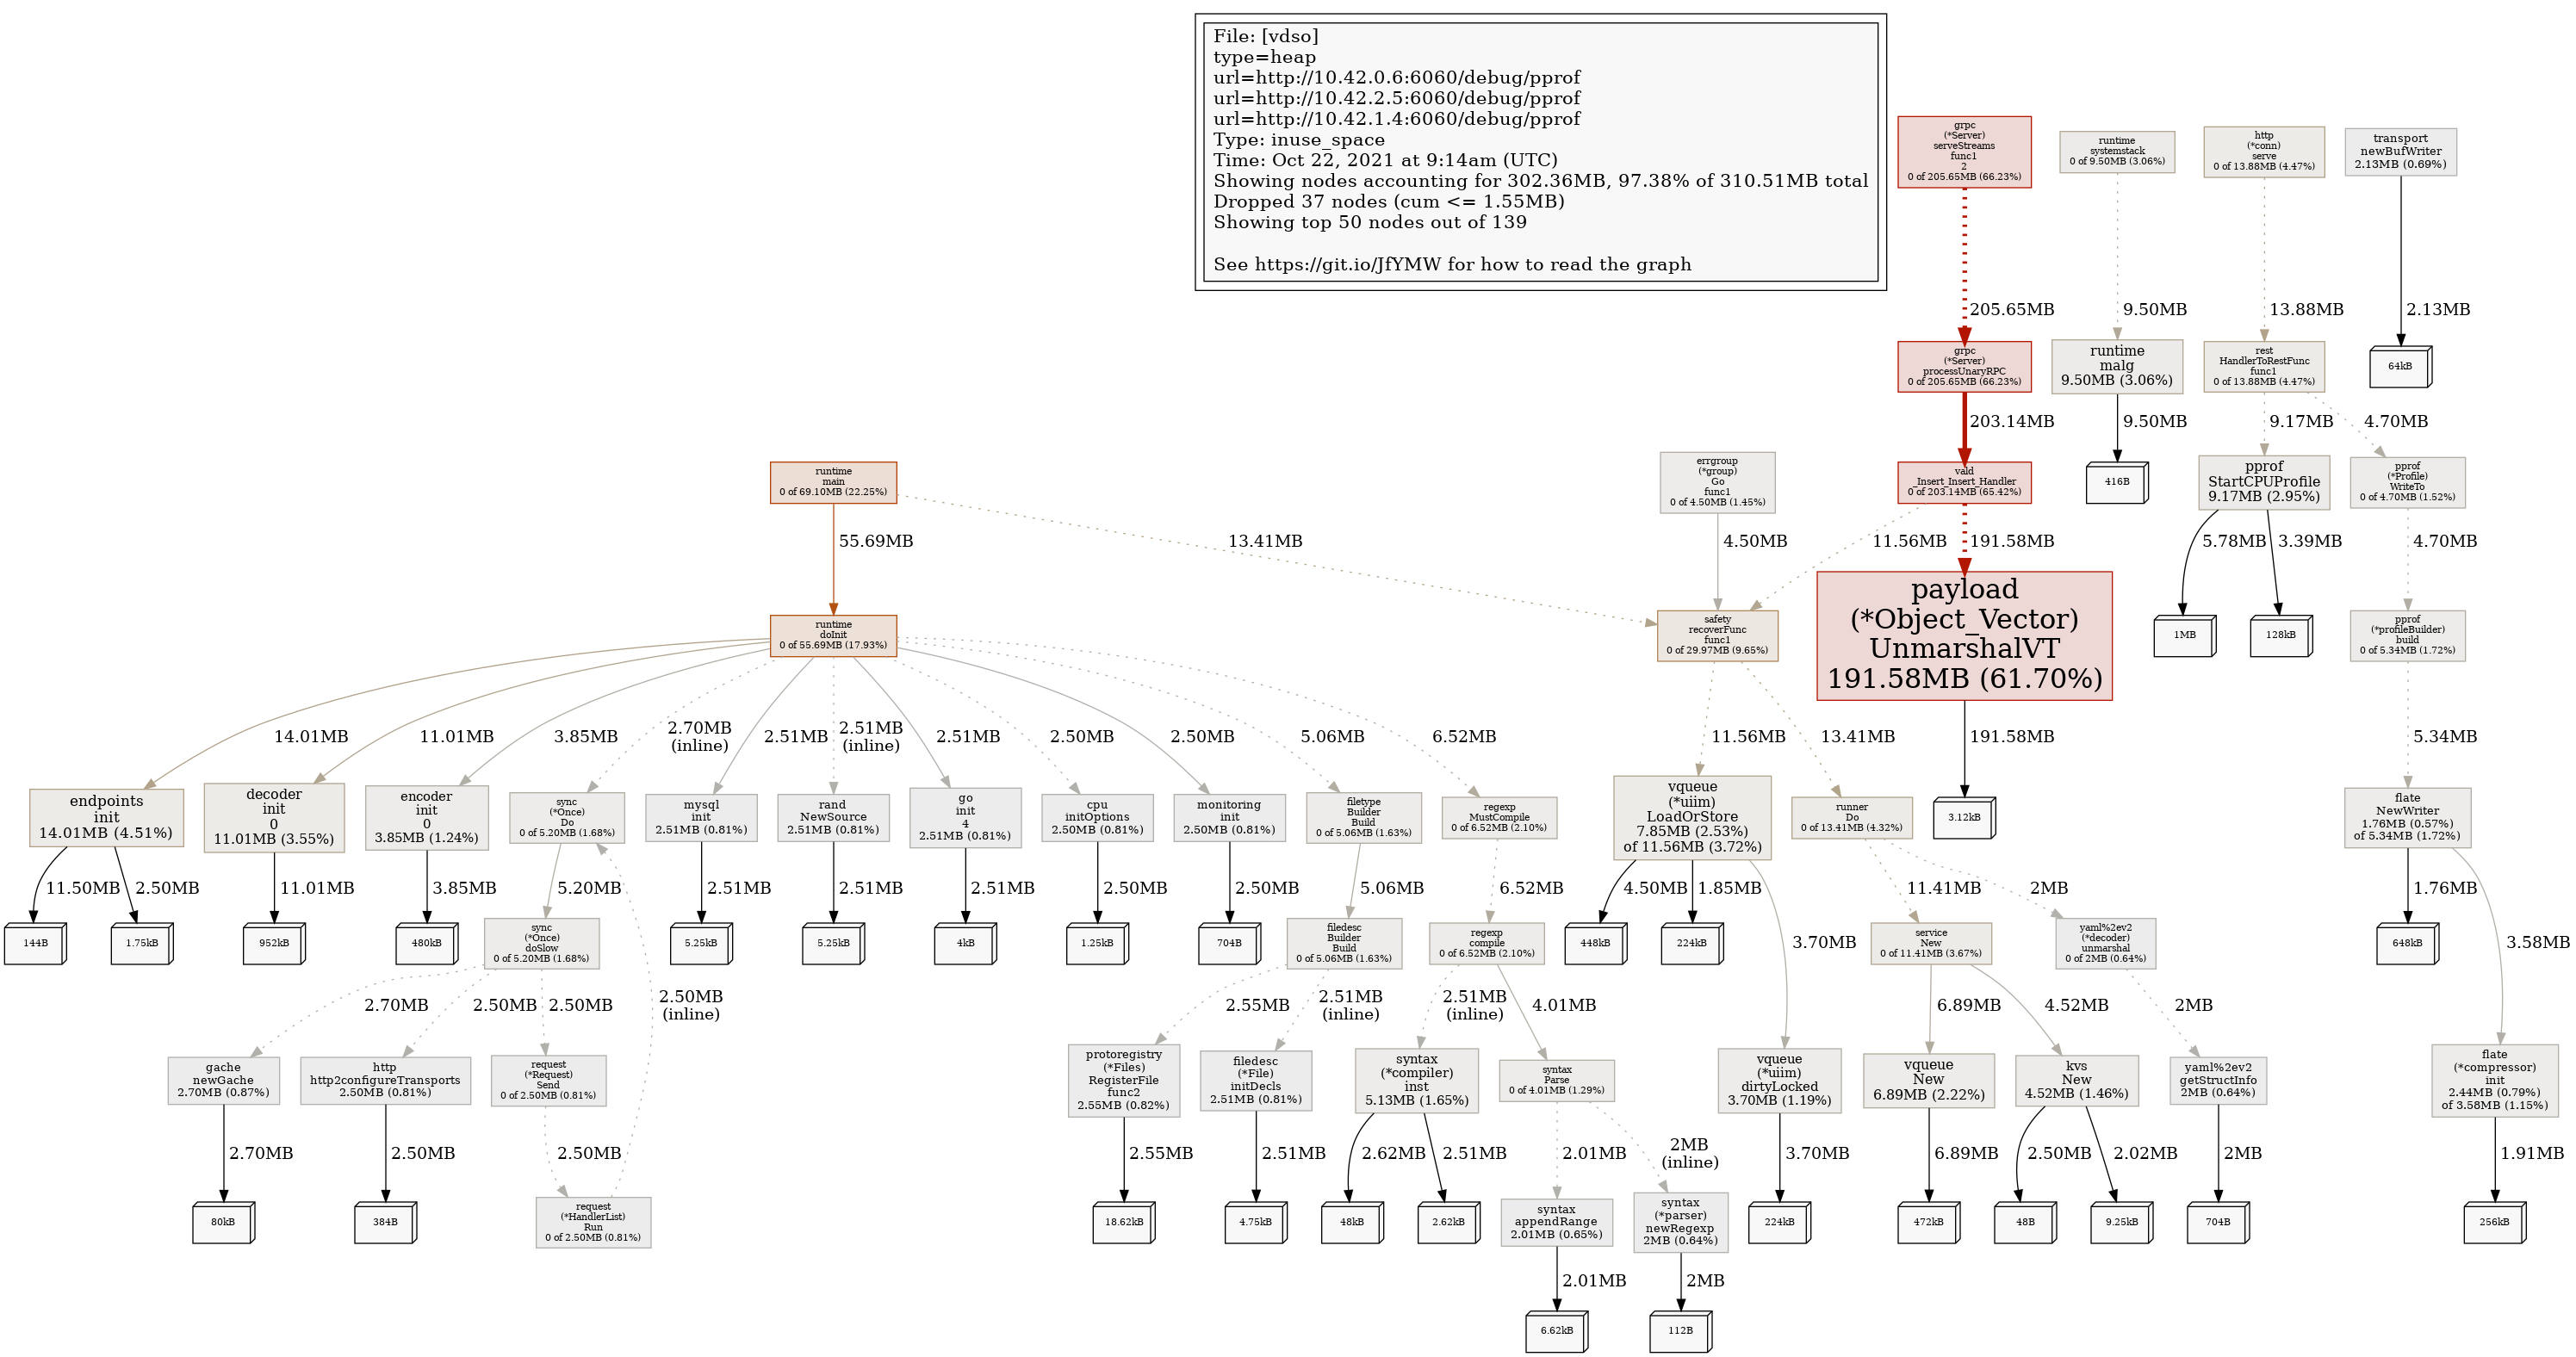 File: [vdso]
type=heap
url=http://10.42.0.6:6060/debug/pprof
url=http://10.42.2.5:6060/debug/pprof
url=http://10.42.1.4:6060/debug/pprof
Type: inuse_space
Time: Oct 22, 2021 at 9:14am (UTC)
Showing nodes accounting for 302.36MB, 97.38% of 310.51MB total
Dropped 37 nodes (cum <= 1.55MB)
Showing top 50 nodes out of 139
See https://git.io/JfYMW for how to read the graph
grpc
(*Server)
serveStreams
func1
2
0 of 205.65MB (66.23%)
runtime
systemstack
0 of 9.50MB (3.06%)
http
(*conn)
serve
0 of 13.88MB (4.47%)
transport
newBufWriter
2.13MB (0.69%)
205.65MB
9.50MB
13.88MB
2.13MB
grpc
(*Server)
processUnaryRPC
0 of 205.65MB (66.23%)
runtime
malg
9.50MB (3.06%)
rest
HandlerToRestFunc
func1
0 of 13.88MB (4.47%)
64kB
203.14MB
9.50MB
9.17MB
4.70MB
runtime
main
0 of 69.10MB (22.25%)
errgroup
(*group)
Go
func1
0 of 4.50MB (1.45%)
vald
_Insert_Insert_Handler
0 of 203.14MB (65.42%)
416B
pprof
StartCPUProfile
9.17MB (2.95%)
pprof
(*Profile)
WriteTo
0 of 4.70MB (1.52%)
55.69MB
13.41MB
4.50MB
11.56MB
191.58MB
5.78MB
3.39MB
4.70MB
runtime
doInit
0 of 55.69MB (17.93%)
safety
recoverFunc
func1
0 of 29.97MB (9.65%)
payload
(*Object_Vector)
UnmarshalVT
191.58MB (61.70%)
1MB
128kB
pprof
(*profileBuilder)
build
0 of 5.34MB (1.72%)
14.01MB
11.01MB
3.85MB
2.70MB
(inline)
2.51MB
2.51MB
(inline)
2.51MB
2.50MB
2.50MB
5.06MB
6.52MB
11.56MB
13.41MB
191.58MB
5.34MB
endpoints
init
14.01MB (4.51%)
decoder
init
0
11.01MB (3.55%)
encoder
init
0
3.85MB (1.24%)
sync
(*Once)
Do
0 of 5.20MB (1.68%)
mysql
init
2.51MB (0.81%)
rand
NewSource
2.51MB (0.81%)
go
init
4
2.51MB (0.81%)
cpu
initOptions
2.50MB (0.81%)
monitoring
init
2.50MB (0.81%)
filetype
Builder
Build
0 of 5.06MB (1.63%)
regexp
MustCompile
0 of 6.52MB (2.10%)
vqueue
(*uiim)
LoadOrStore
7.85MB (2.53%)
of 11.56MB (3.72%)
runner
Do
0 of 13.41MB (4.32%)
3.12kB
flate
NewWriter
1.76MB (0.57%)
of 5.34MB (1.72%)
11.50MB
2.50MB
11.01MB
3.85MB
5.20MB
2.51MB
2.51MB
2.51MB
2.50MB
2.50MB
5.06MB
6.52MB
4.50MB
1.85MB
3.70MB
11.41MB
2MB
1.76MB
3.58MB
144B
1.75kB
952kB
480kB
sync
(*Once)
doSlow
0 of 5.20MB (1.68%)
5.25kB
5.25kB
4kB
1.25kB
704B
filedesc
Builder
Build
0 of 5.06MB (1.63%)
regexp
compile
0 of 6.52MB (2.10%)
448kB
224kB
service
New
0 of 11.41MB (3.67%)
yaml%2ev2
(*decoder)
unmarshal
0 of 2MB (0.64%)
648kB
2.70MB
2.50MB
2.50MB
2.50MB
(inline)
2.55MB
2.51MB
(inline)
2.51MB
(inline)
4.01MB
6.89MB
4.52MB
2MB
gache
newGache
2.70MB (0.87%)
http
http2configureTransports
2.50MB (0.81%)
request
(*Request)
Send
0 of 2.50MB (0.81%)
protoregistry
(*Files)
RegisterFile
func2
2.55MB (0.82%)
filedesc
(*File)
initDecls
2.51MB (0.81%)
syntax
(*compiler)
inst
5.13MB (1.65%)
syntax
Parse
0 of 4.01MB (1.29%)
vqueue
(*uiim)
dirtyLocked
3.70MB (1.19%)
vqueue
New
6.89MB (2.22%)
kvs
New
4.52MB (1.46%)
yaml%2ev2
getStructInfo
2MB (0.64%)
flate
(*compressor)
init
2.44MB (0.79%)
of 3.58MB (1.15%)
2.70MB
2.50MB
2.50MB
2.55MB
2.51MB
2.62MB
2.51MB
2.01MB
2MB
(inline)
3.70MB
6.89MB
2.50MB
2.02MB
2MB
1.91MB
80kB
384B
request
(*HandlerList)
Run
0 of 2.50MB (0.81%)
18.62kB
4.75kB
48kB
2.62kB
syntax
appendRange
2.01MB (0.65%)
syntax
(*parser)
newRegexp
2MB (0.64%)
224kB
472kB
48B
9.25kB
704B
256kB
2.01MB
2MB
6.62kB
112B